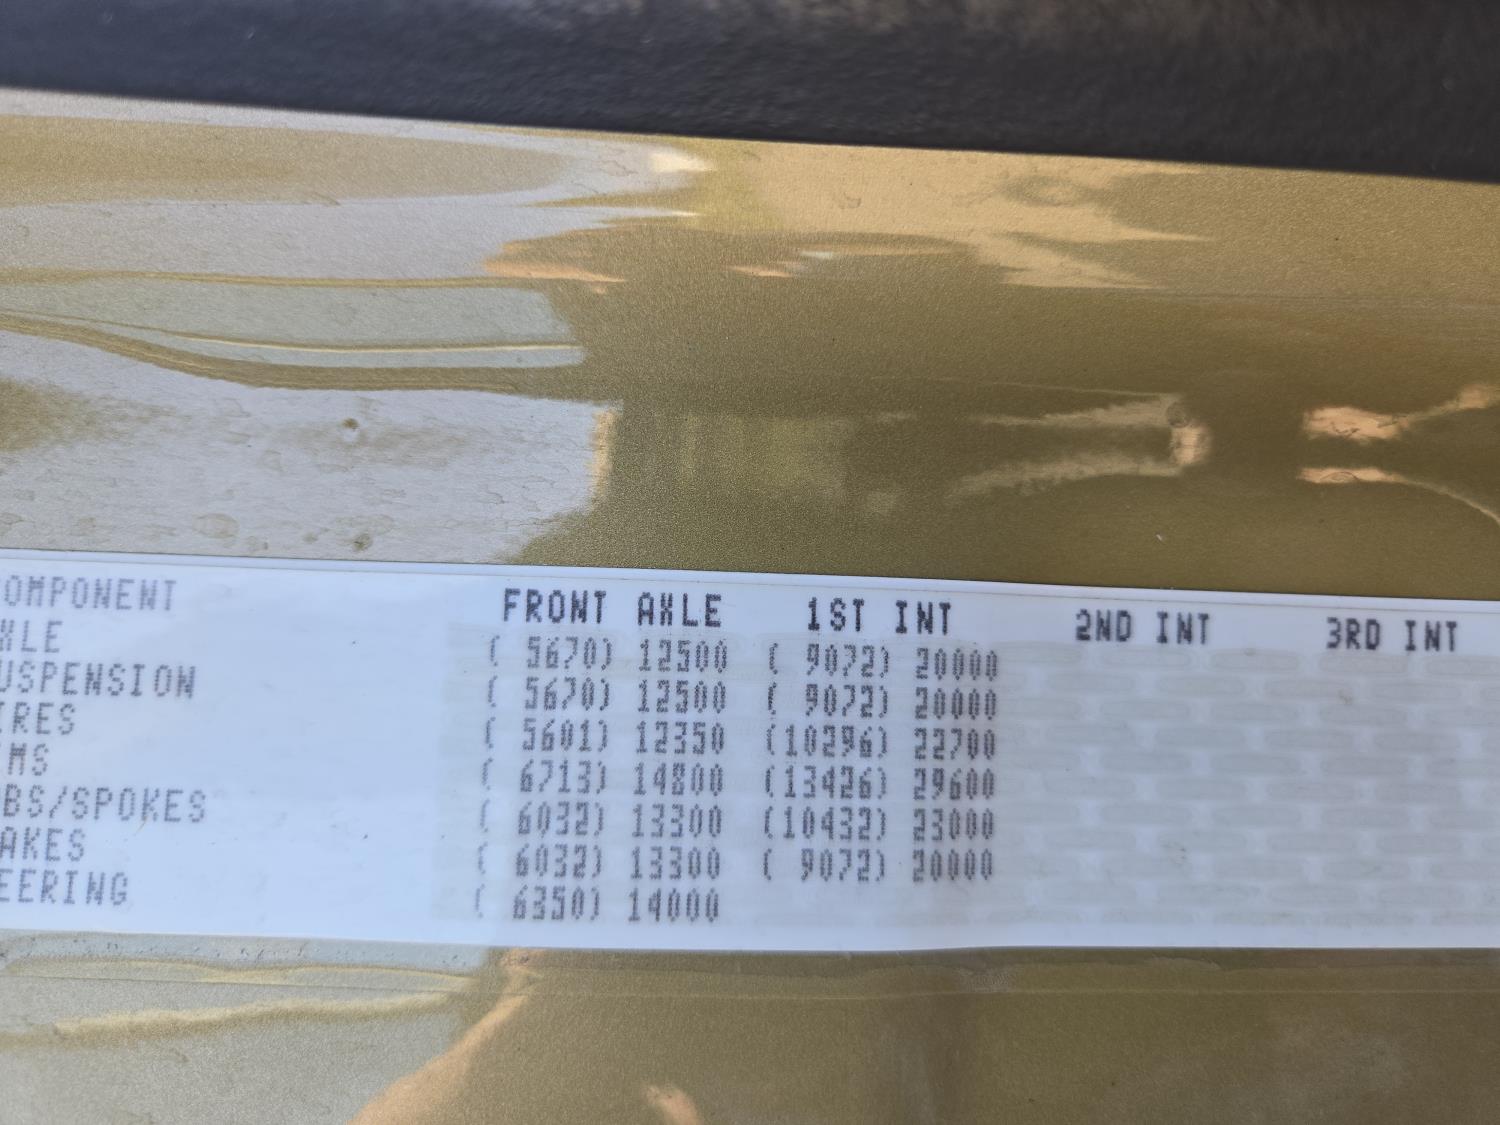 OMPONENT FRONT AXLE 1ST INT 2ND INT 3RD INT
XLE ( 5670) 12500 ( 9072) 20000
USPENSION ( 5670) 12500 ( 9072) 20000
IRES ( 5601) 12350 (10296) 22700
MS ( 6713) 14800 (13426) 29600
BS/SPOKES ( 6032) 13300 (10432) 23000
AKES ( 6032) 13300 ( 9072) 20000
EERING ( 6350) 14000